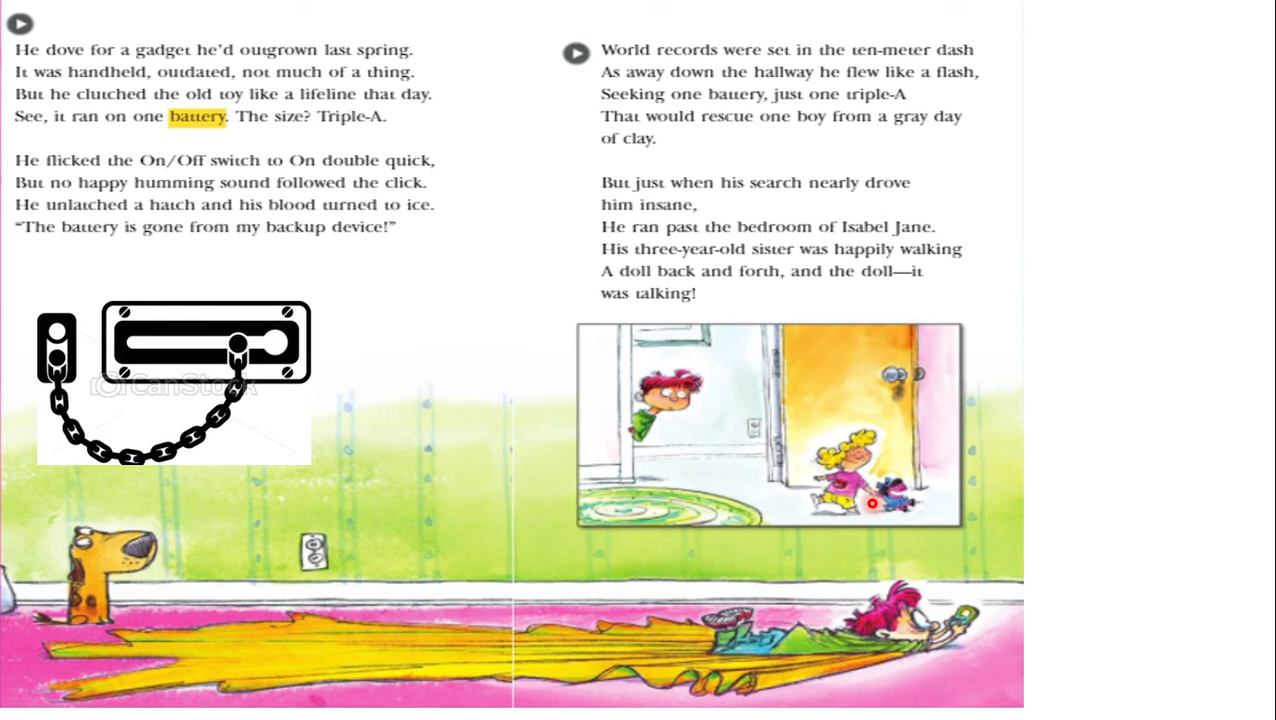 He dove for a gadget he'd outgrown last spring.
It was handheld, outdated, not much of a thing.
But he clutched the old toy like a lifeline that day.
See, it ran on one battery. The size? Triple-A.
He flicked the On/Off switch to On double quick,
But no happy humming sound followed the click.
He unlatched a hatch and his blood turned to ice.
“The battery is gone from my backup device!”
CanStock
World records were set in the ten-meter dash
As away down the hallway he flew like a flash,
Seeking one battery, just one triple-A
That would rescue one boy from a gray day
of clay.
But just when his search nearly drove
him insane,
He ran past the bedroom of Isabel Jane.
His three-year-old sister was happily walking
A doll back and forth, and the doll—it
was talking!